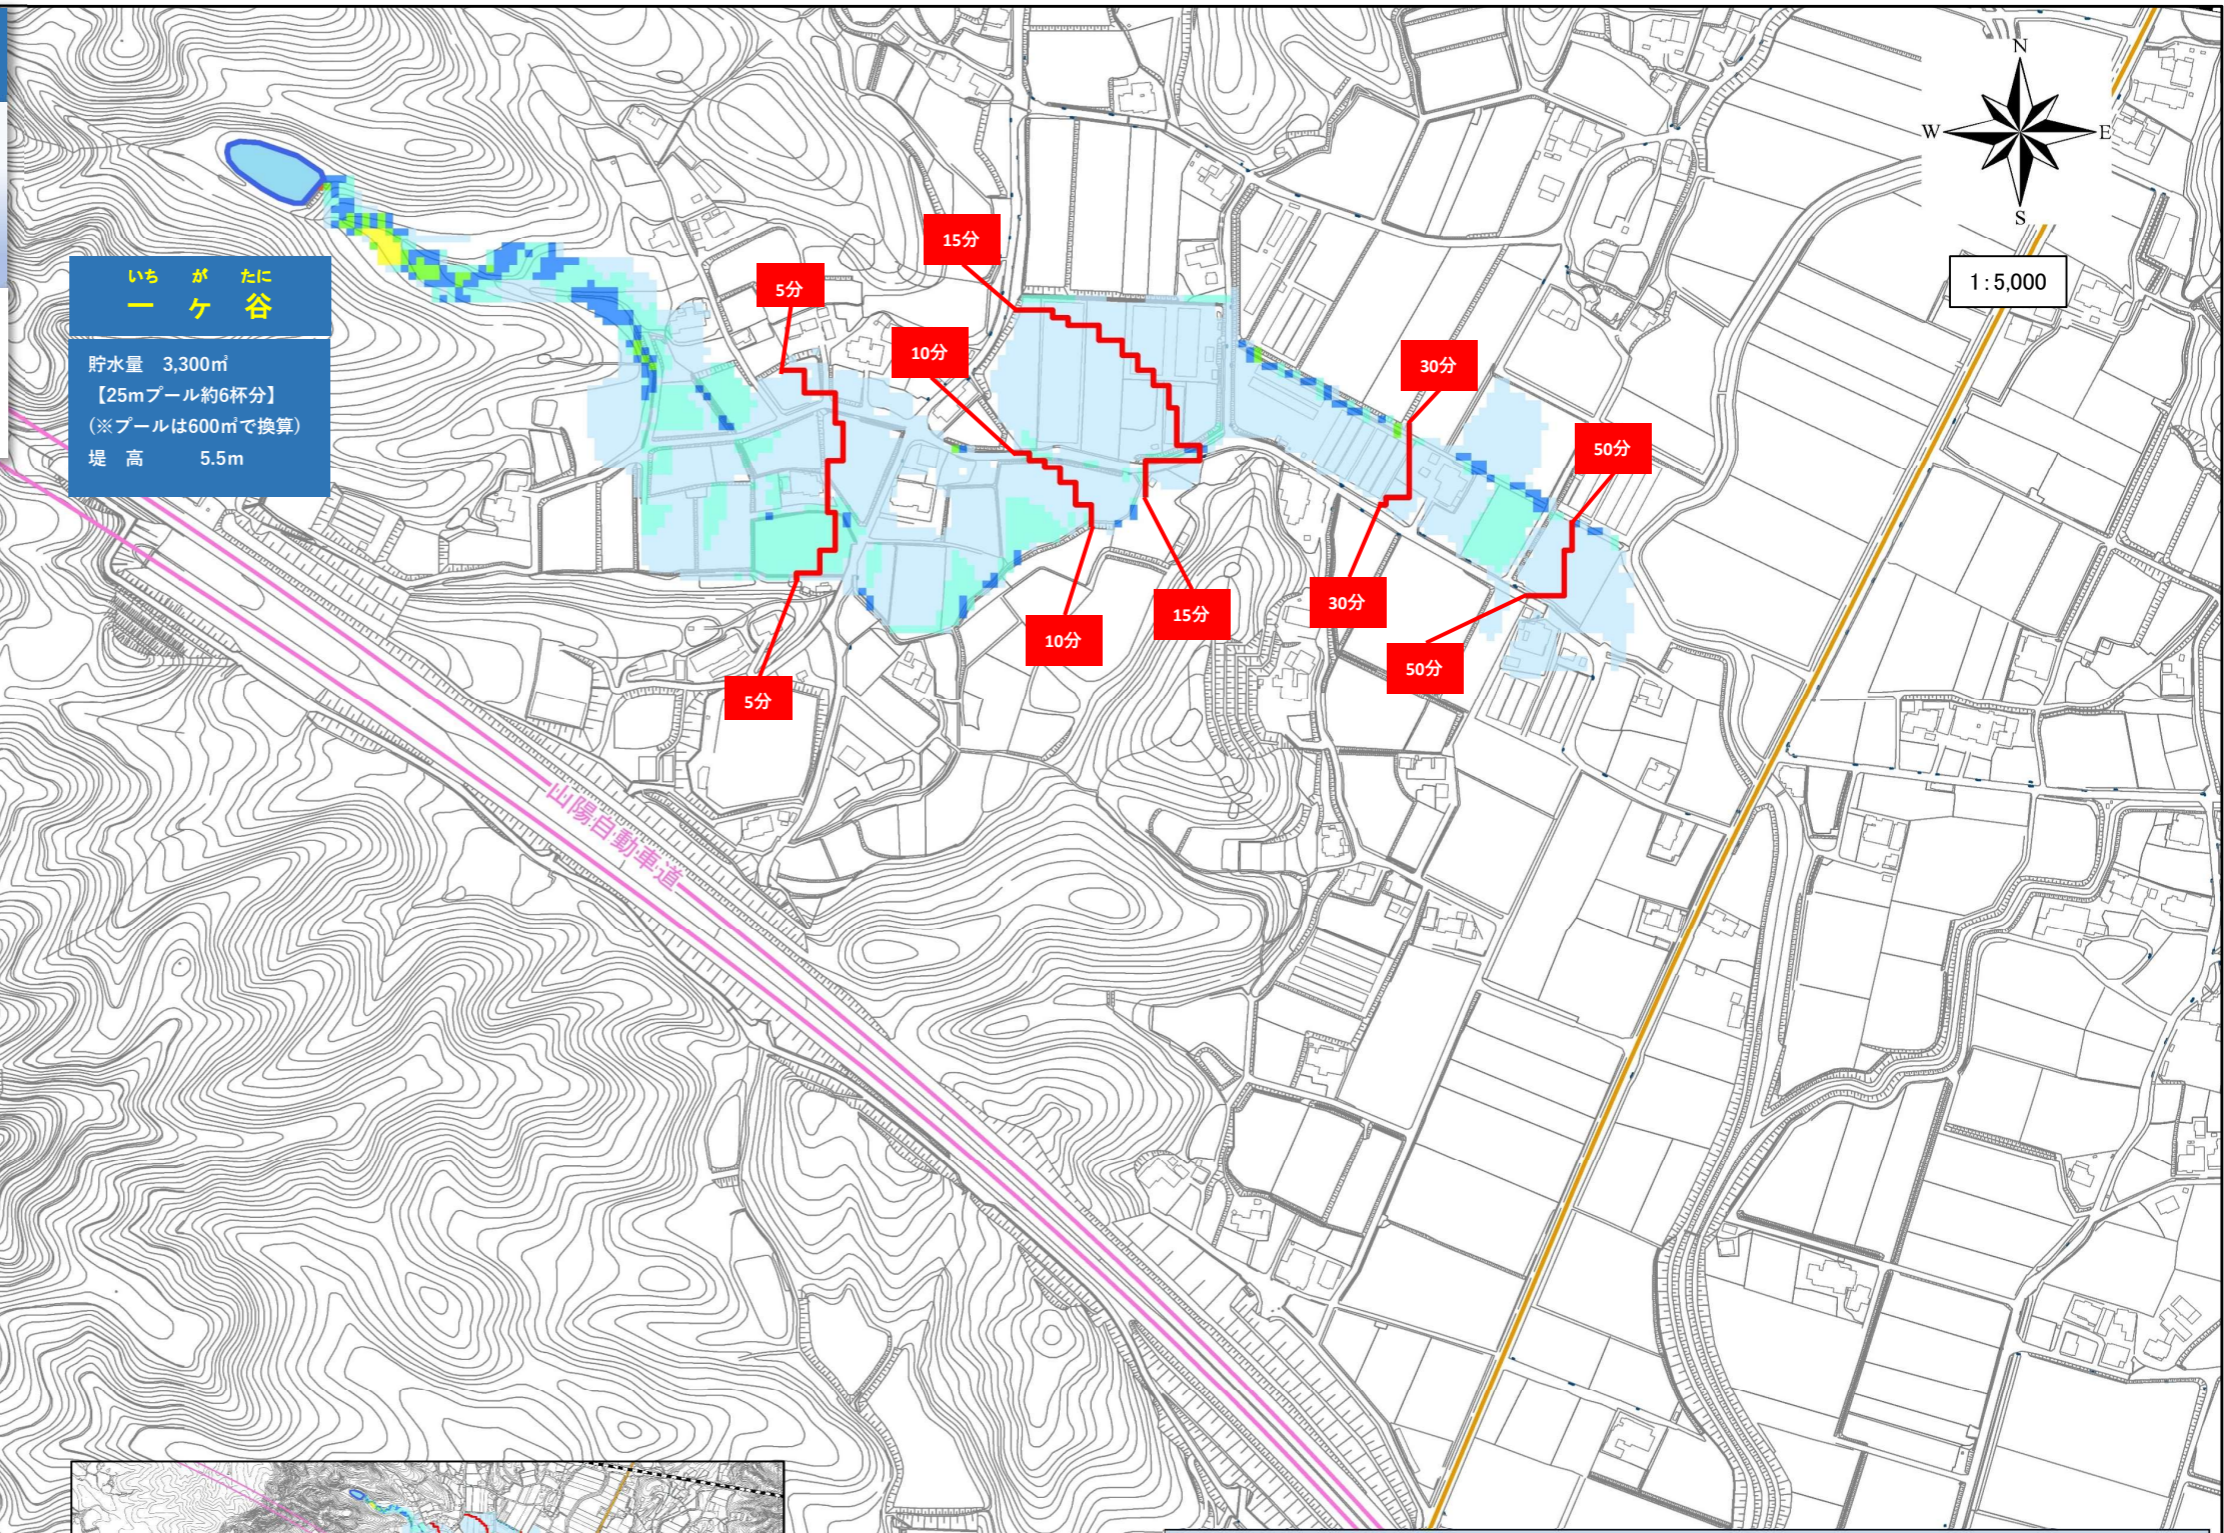 N
W
E
S
1:5,000
いち が たに
一 ヶ 谷
貯水量 3,300㎥
【25mプール約6杯分】
(※プールは600㎥で換算)
堤 高 5.5m
15分
5分
10分
30分
50分
30分
15分
10分
50分
5分
山陽自動車道